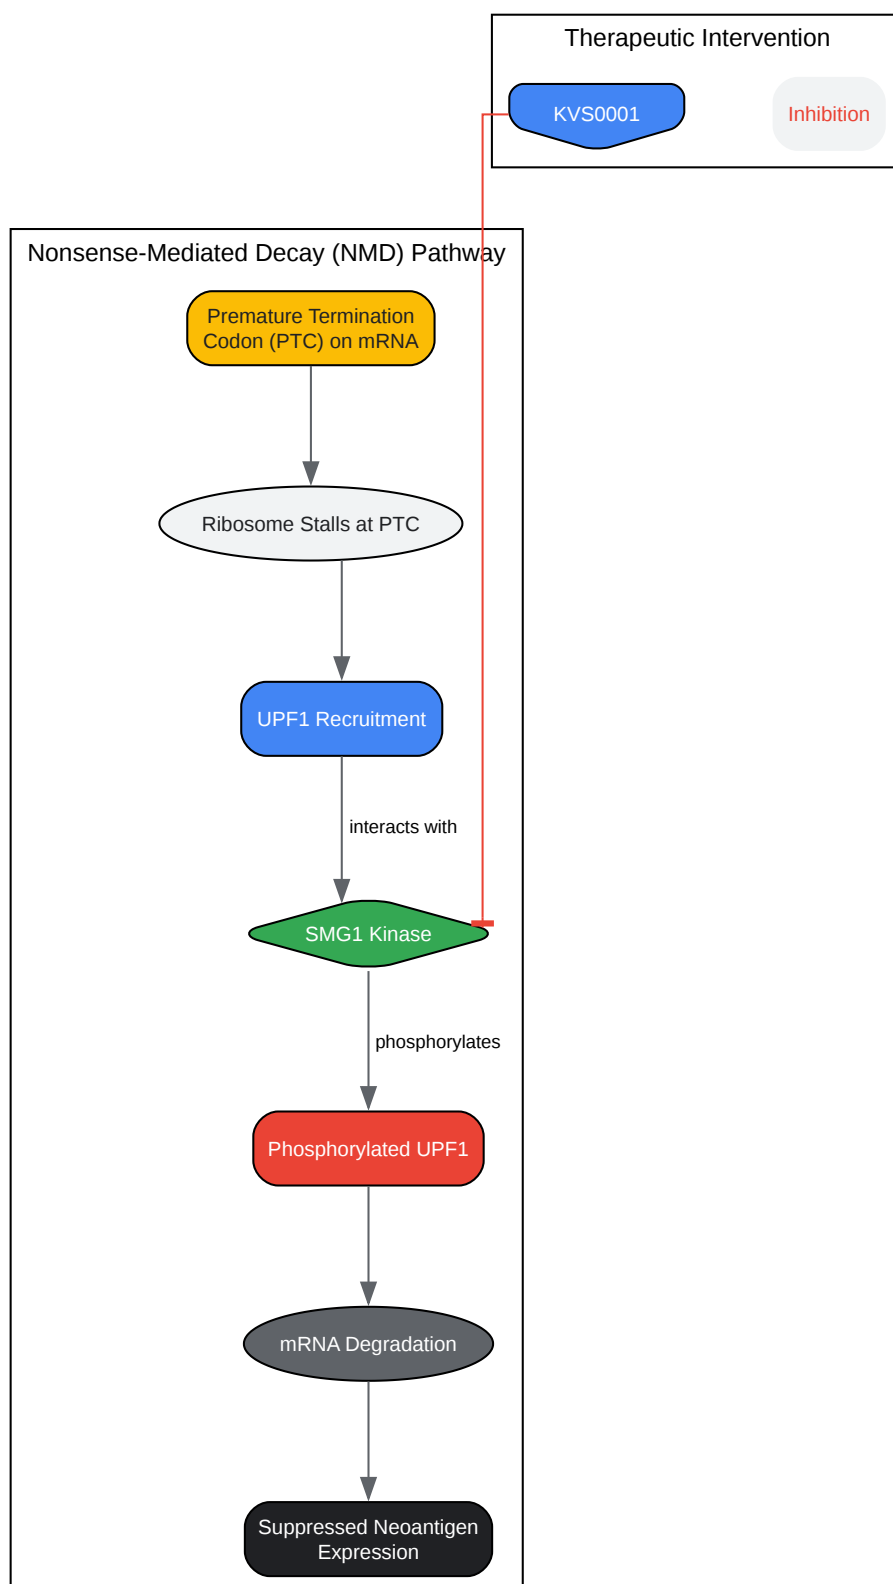 Therapeutic Intervention
KVS0001
Inhibition
Nonsense-Mediated Decay (NMD) Pathway
Premature Termination
Codon (PTC) on mRNA
Ribosome Stalls at PTC
UPF1 Recruitment
interacts with
SMG1 Kinase
phosphorylates
Phosphorylated UPF1
mRNA Degradation
Suppressed Neoantigen
Expression